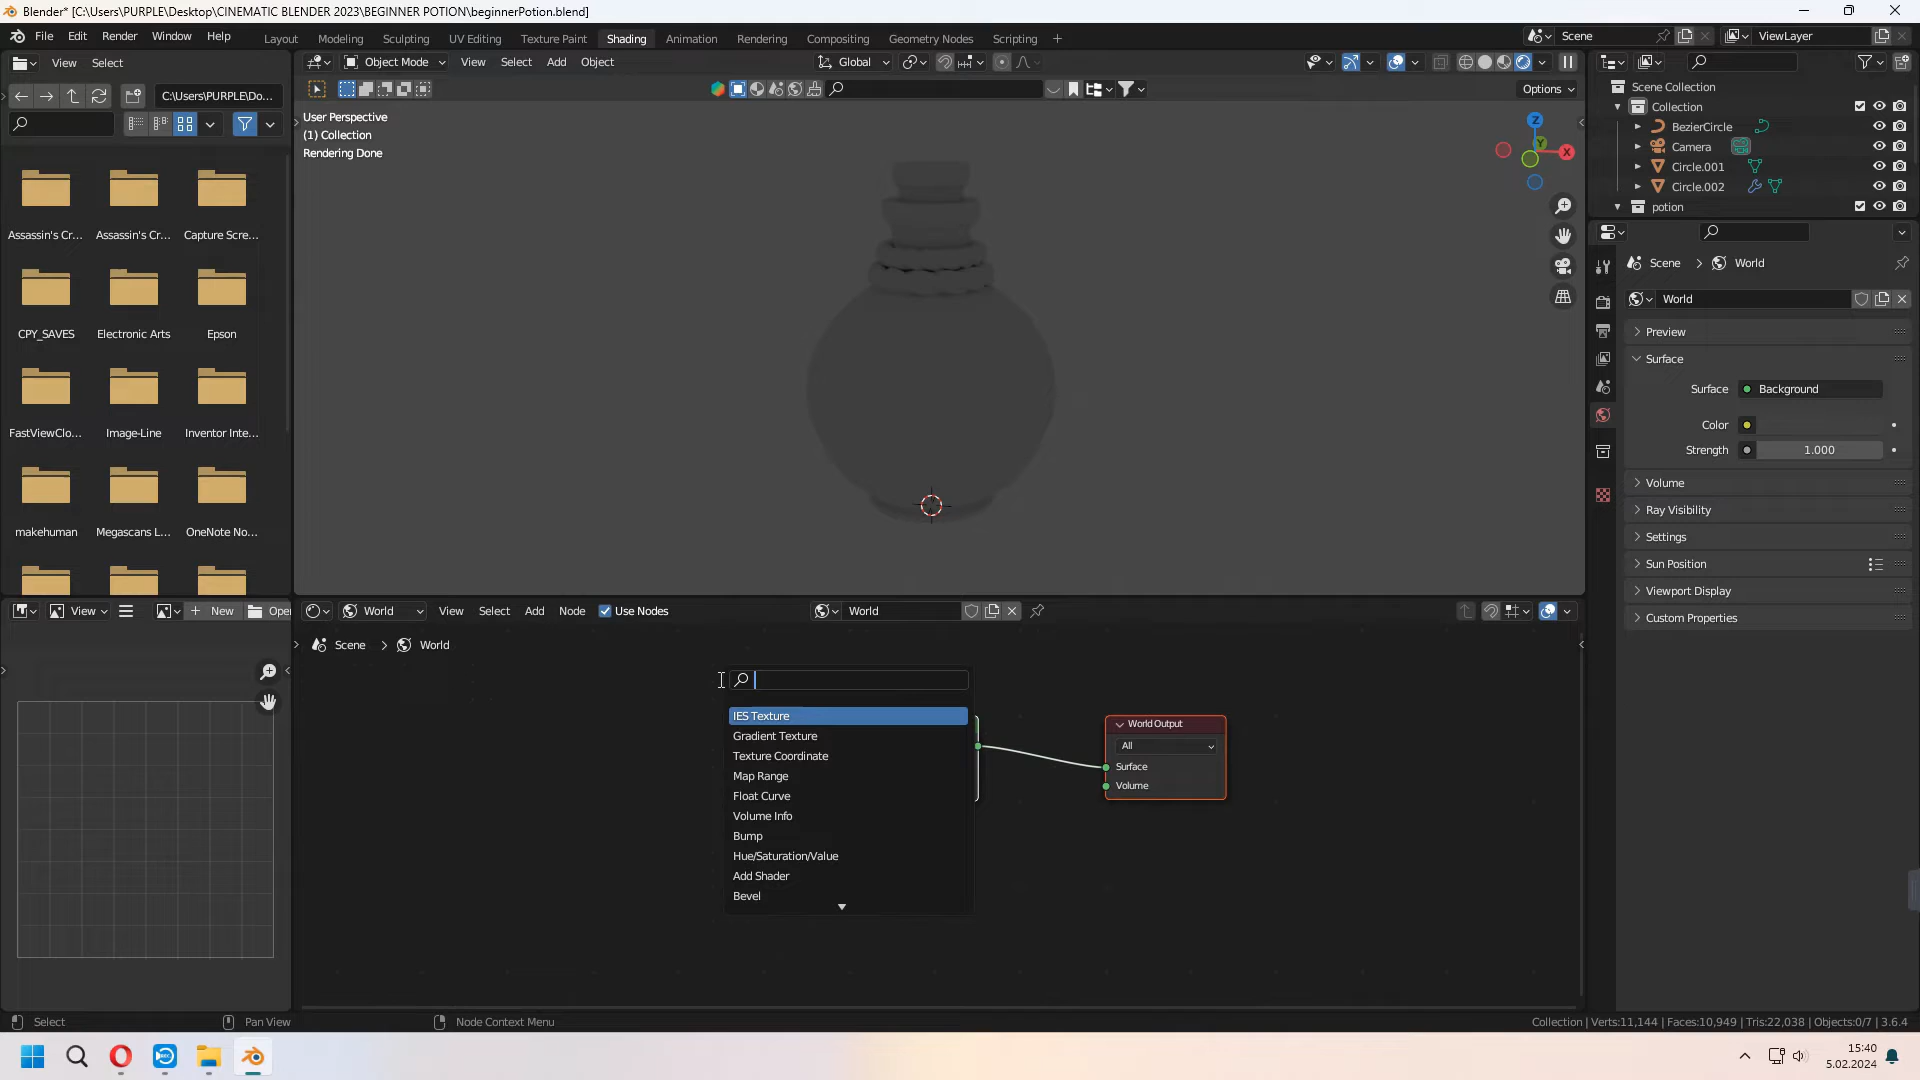 Blender* [C:\Users\PURPLE\Desktop\CINEMATIC BLENDER 2023\BEGINNER POTION\beginnerPotion.blend]
File Edit Render Window Help Layout Modeling Sculpting UV Editing Texture Paint Shading Animation Rendering Compositing Geometry Nodes Scripting + Scene ViewLayer
View Select Object Mode View Select Add Object Global
C:\Users\PURPLE\Do... Options
User Perspective
(1) Collection
Rendering Done
Z Y X
Scene Collection
Collection
BezierCircle
Camera
Circle.001
Circle.002
potion
Assassin's Cr... Assassin's Cr... Capture Scre...
CPY_SAVES Electronic Arts Epson
FastViewClo... Image-Line Inventor Inte...
makehuman Megascans L... OneNote No...
Scene > World
World
Preview
Surface
Surface Background
Color
Strength 1.000
Volume
Ray Visibility
Settings
Sun Position
Viewport Display
Custom Properties
View + New Open World View Select Add Node Use Nodes World
Scene > World
IES Texture
Gradient Texture
Texture Coordinate
Map Range
Float Curve
Volume Info
Bump
Hue/Saturation/Value
Add Shader
Bevel
World Output
All
Surface
Volume
Select Pan View Node Context Menu Collection | Verts:11,144 | Faces:10,949 | Tris:22,038 | Objects:0/7 | 3.6.4
15:40
5.02.2024